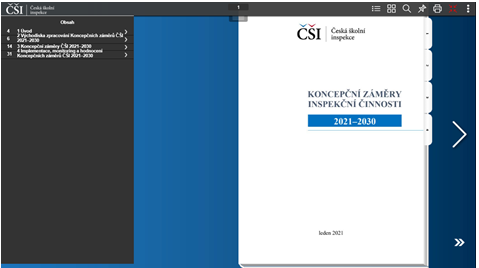 ČŠI Česká školní
inspekce
1
Obsah
4 1 Úvod
6 2 Východiska zpracování Koncepčních záměrů ČŠI
2021–2030
14 3 Koncepční záměry ČŠI 2021–2030
31 4 Implementace, monitoring a hodnocení
Koncepčních záměrů ČŠI 2021–2030
ČŠI Česká školní
inspekce
KONCEPČNÍ ZÁMĚRY
INSPEKČNÍ ČINNOSTI
2021–2030
leden 2021